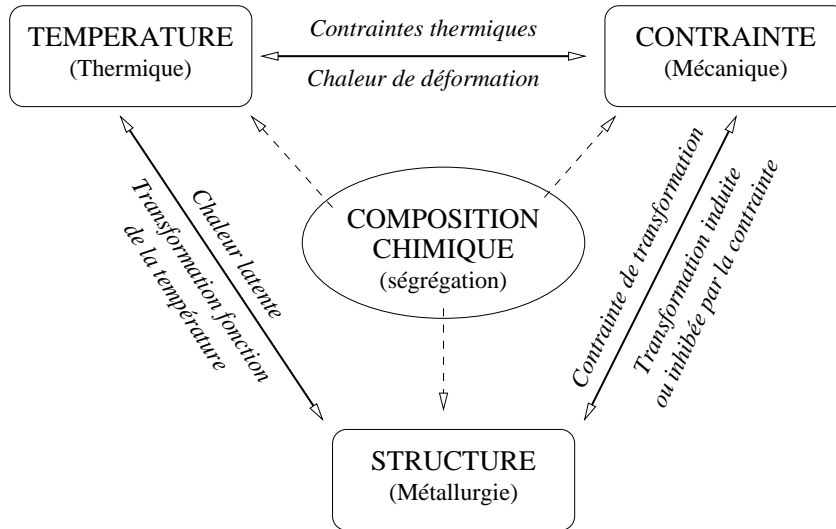 TEMPERATURE
(Thermique)
Contraintes thermiques
Chaleur de déformation
CONTRAINTE
(Mécanique)
Chaleur latente
Transformation fonction
de la température
COMPOSITION
CHIMIQUE
(ségrégation)
Contrainte de transformation
Transformation induite
ou inhibée par la contrainte
STRUCTURE
(Métallurgie)